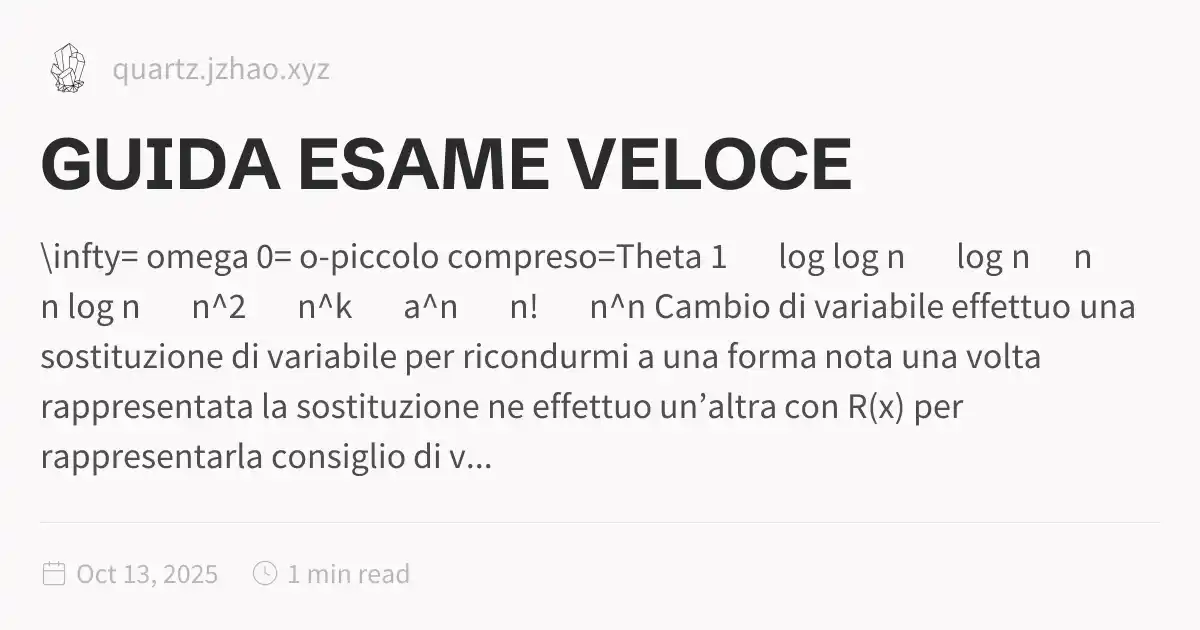 quartz.jzhao.xyz
GUIDA ESAME VELOCE
\infty= omega 0= o-piccolo compreso=Theta 1 log log n log n n
n log n n^2 n^k a^n n! n^n Cambio di variabile effettuo una
sostituzione di variabile per ricondurmi a una forma nota una volta
rappresentata la sostituzione ne effettuo un’altra con R(x) per
rappresentarla consiglio di v...
Oct 13, 2025 1 min read